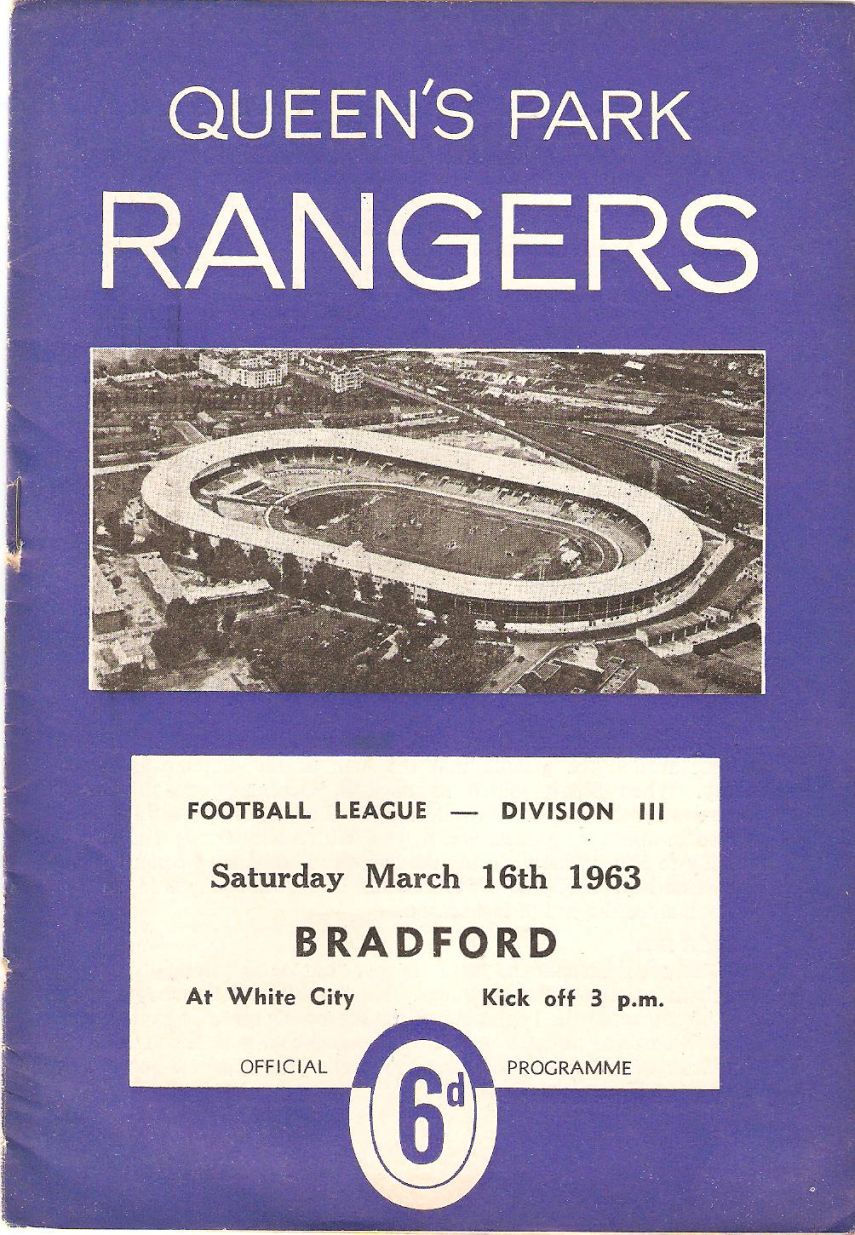 QUEEN'S PARK
RANGERS
FOOTBALL LEAGUE — DIVISION III
Saturday March 16th 1963
BRADFORD
At White City Kick off 3 p.m.
OFFICIAL PROGRAMME
6d